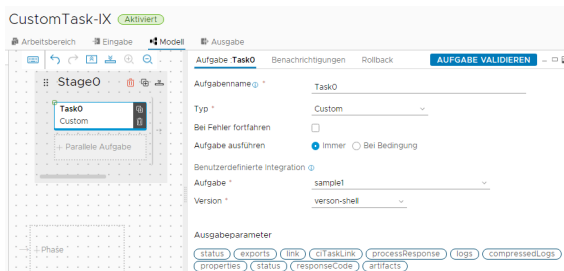 CustomTask-IX Aktiviert
Arbeitsbereich Eingabe Modell Ausgabe
Aufgabe :Task0 Benachrichtigungen Rollback AUFGABE VALIDIEREN
Stage0
Aufgabenname * Task0
Task0
Custom
Typ * Custom
Bei Fehler fortfahren
+ Parallele Aufgabe
Aufgabe ausführen Immer Bei Bedingung
Benutzerdefinierte Integration
Aufgabe * sample1
Version * verson-shell
Ausgabeparameter
+ Phase
status exports link ciTaskLink processResponse logs compressedLogs
properties status responseCode artifacts